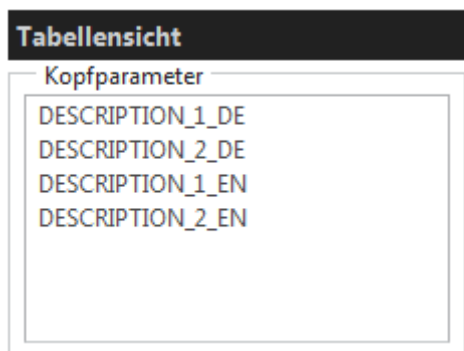 Tabellensicht
Kopfparameter
DESCRIPTION_1_DE
DESCRIPTION_2_DE
DESCRIPTION_1_EN
DESCRIPTION_2_EN